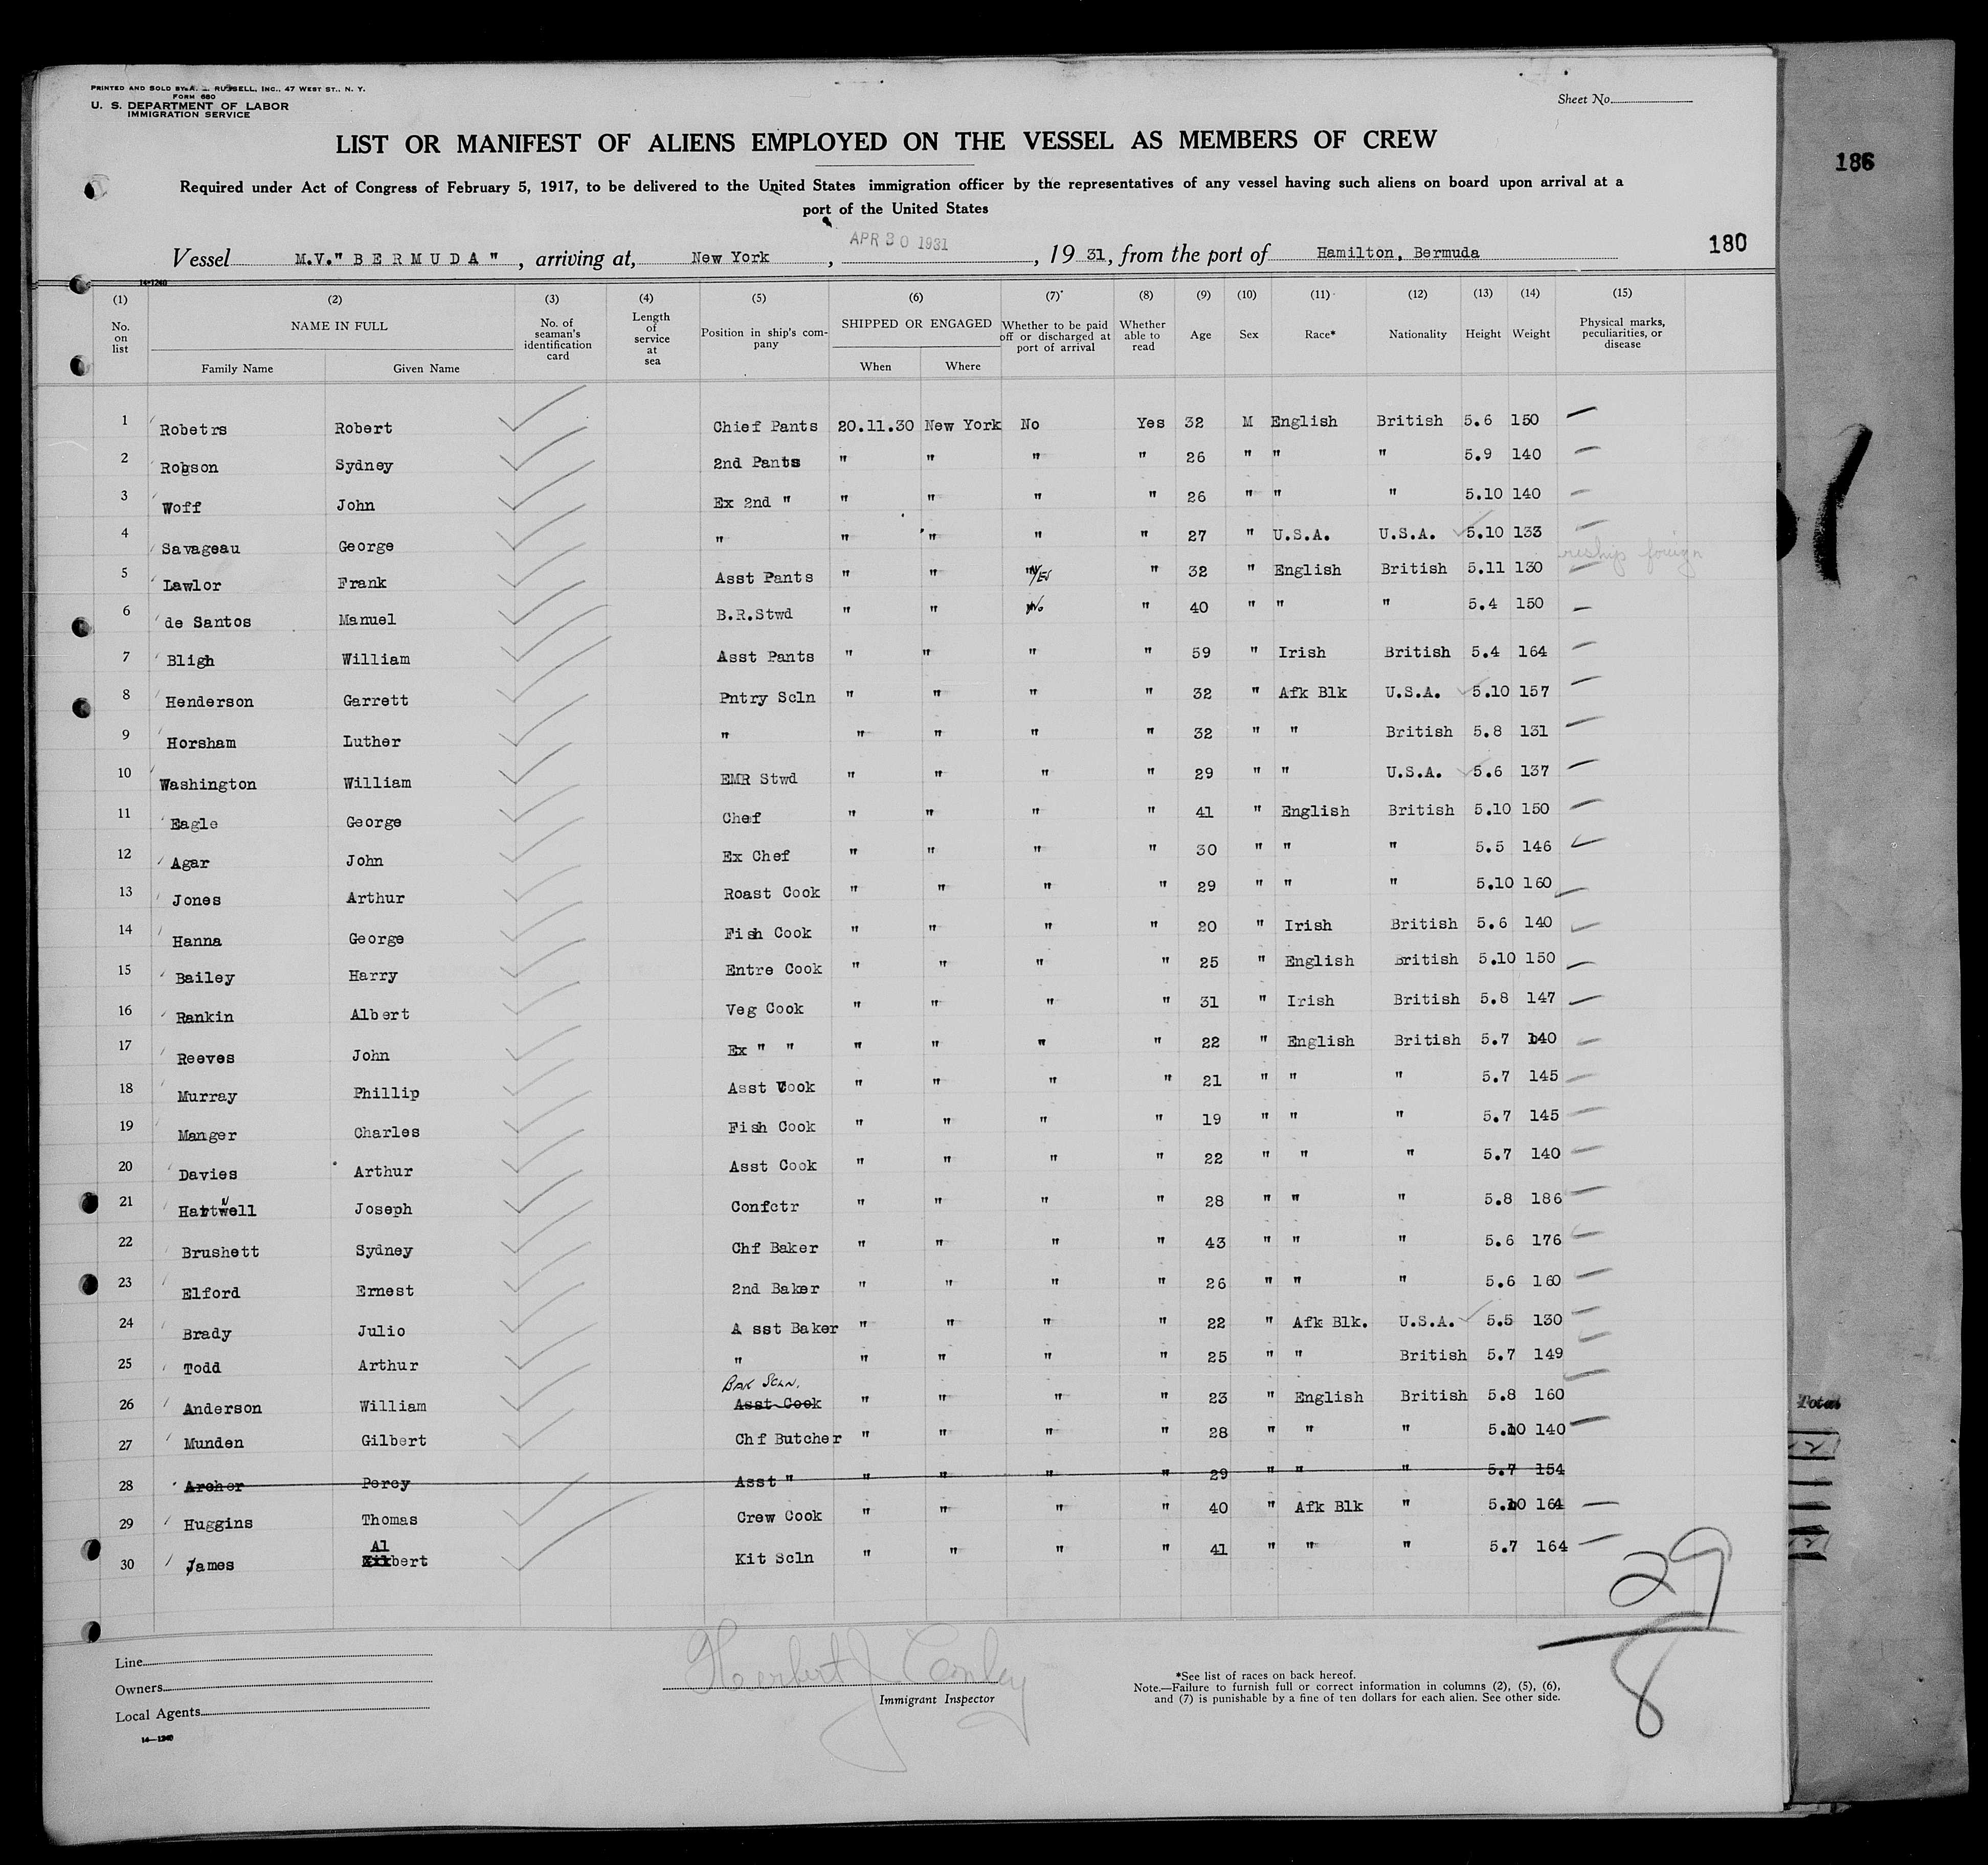 PRINTED AND SOLD BY A. RUSSELL, INC., 47 WEST ST., N. Y.
FORM 680
U. S. DEPARTMENT OF LABOR
IMMIGRATION SERVICE
Sheet No.
LIST OR MANIFEST OF ALIENS EMPLOYED ON THE VESSEL AS MEMBERS OF CREW
186
Required under Act of Congress of February 5, 1917, to be delivered to the United States immigration officer by the representatives of any vessel having such aliens on board upon arrival at a
port of the United States
APR 30 1931
180
Vessel M.V." B E R M U D A " , arriving at, New York , , 19 31, from the port of Hamilton, Bermuda
14-1240
(1) (2) (3) (4) (5) (6) (7) (8) (9) (10) (11) (12) (13) (14) (15)
No. on list NAME IN FULL No. of seaman's identification card Length of service at sea Position in ship's company SHIPPED OR ENGAGED Whether to be paid off or discharged at port of arrival Whether able to read Age Sex Race* Nationality Height Weight Physical marks, peculiarities, or disease
Family Name Given Name When Where
1 Robetrs Robert Chief Pants 20.11.30 New York No Yes 32 M English British 5.6 150
2 Robson Sydney 2nd Pants " " " " 26 " " " 5.9 140
3 Woff John Ex 2nd " " " " " 26 " " " 5.10 140
4 Savageau George " " " " " 27 " U.S.A. U.S.A. 5.10 133
foreign
5 Lawlor Frank Asst Pants " " Yes " 32 " English British 5.11 130
6 de Santos Manuel B.R.Stwd " " No " 40 " " " 5.4 150
7 Bligh William Asst Pants " " " " 59 " Irish British 5.4 164
8 Henderson Garrett Pntry Scln " " " " 32 " Afk Blk U.S.A. 5.10 157
9 Horsham Luther " " " " " 32 " " British 5.8 131
10 Washington William EMR Stwd " " " " 29 " " U.S.A. 5.6 137
11 Eagle George Chef " " " " 41 " English British 5.10 150
12 Agar John Ex Chef " " " " 30 " " " 5.5 146
13 Jones Arthur Roast Cook " " " " 29 " " " 5.10 160
14 Hanna George Fish Cook " " " " 20 " Irish British 5.6 140
15 Bailey Harry Entre Cook " " " " 25 " English British 5.10 150
16 Rankin Albert Veg Cook " " " " 31 " Irish British 5.8 147
17 Reeves John Ex " " " " " " 22 " English British 5.7 140
18 Murray Phillip Asst Cook " " " " 21 " " " 5.7 145
19 Manger Charles Fish Cook " " " " 19 " " " 5.7 145
20 Davies Arthur Asst Cook " " " " 22 " " " 5.7 140
21 Hartwell Joseph Confctr " " " " 28 " " " 5.8 186
22 Brushett Sydney Chf Baker " " " " 43 " " " 5.6 176
23 Elford Ernest 2nd Baker " " " " 26 " " " 5.6 160
24 Brady Julio A sst Baker " " " " 22 " Afk Blk. U.S.A. 5.5 130
25 Todd Arthur " " " " " 25 " " British 5.7 149
BAK SCLN.
26 Anderson William Asst Cook " " " " 23 " English British 5.8 160
Total
27 Munden Gilbert Chf Butcher " " " " 28 " " " 5.10 140
28 Archer Percy Asst " " " " " 29 " " " 5.7 154
29 Huggins Thomas Crew Cook " " " " 40 " Afk Blk " 5.10 164
30 James Albert Kit Scln " " " " 41 " " " 5.7 164
29
8
Line
Owners
Local Agents
14—1240
Herbert J Conley
Immigrant Inspector
*See list of races on back hereof.
Note.—Failure to furnish full or correct information in columns (2), (5), (6),
and (7) is punishable by a fine of ten dollars for each alien. See other side.